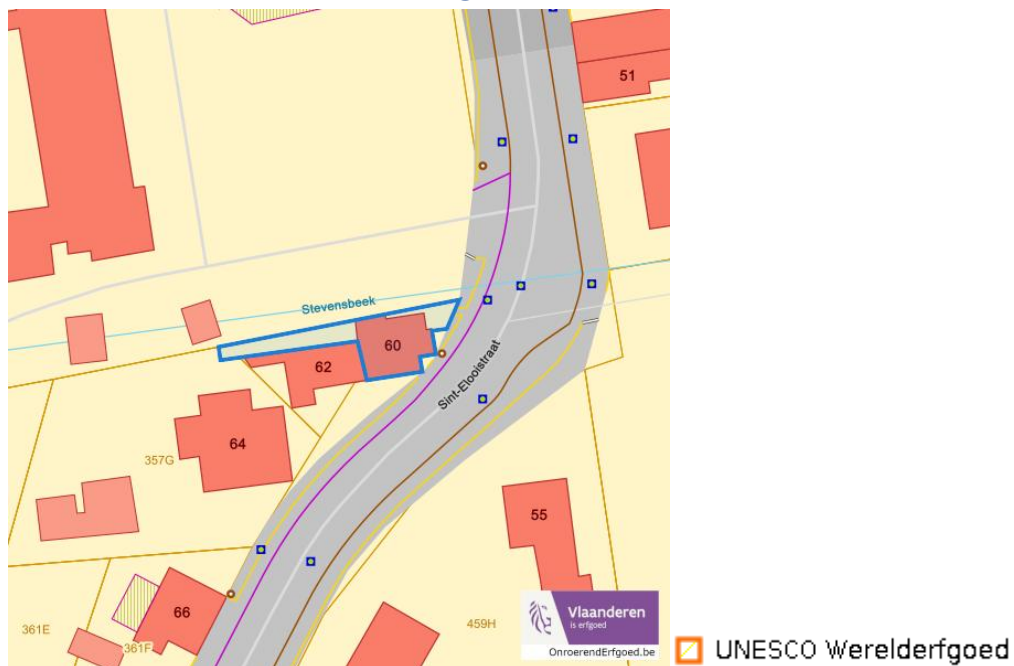 51
Stevensbeek
60
62
Sint-Elooistraat
64
357G
55
66
361E
361F
459H
Vlaanderen
is erfgoed
OnroerendErfgoed.be
UNESCO Werelderfgoed